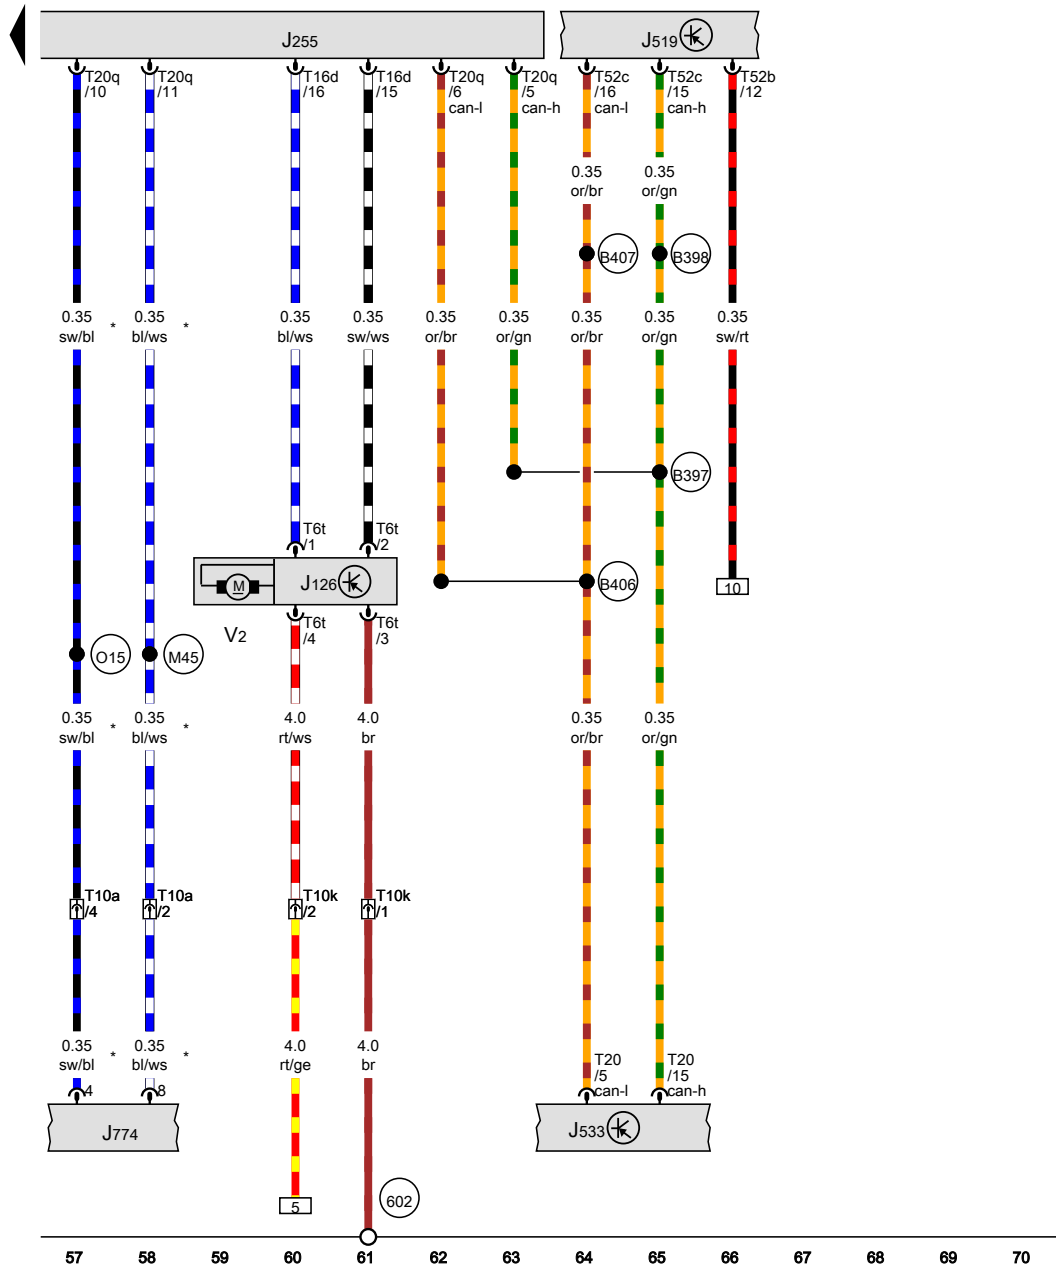 J255 J519
T20q T20q T16d T16d T20q T20q T52c T52c T52b
/10 /11 /16 /15 /6 /5 /16 /15 /12
can-l can-h can-l can-h
0.35 0.35
or/br or/gn
B407 B398
0.35 * 0.35 * 0.35 0.35 0.35 0.35 0.35 0.35 0.35
sw/bl bl/ws bl/ws sw/ws or/br or/gn or/br or/gn sw/rt
B397
T6t T6t
/1 /2
M J126 B406 10
T6t T6t
/4 /3
V2
O15 M45
0.35 * 0.35 * 4.0 4.0 0.35 0.35
sw/bl bl/ws rt/ws br or/br or/gn
T10a T10a T10k T10k
/4 /2 /2 /1
0.35 * 0.35 * 4.0 4.0
sw/bl bl/ws rt/ge br
T20 T20
/5 /15
can-l can-h
4 8
J774 J533
5 602
57 58 59 60 61 62 63 64 65 66 67 68 69 70